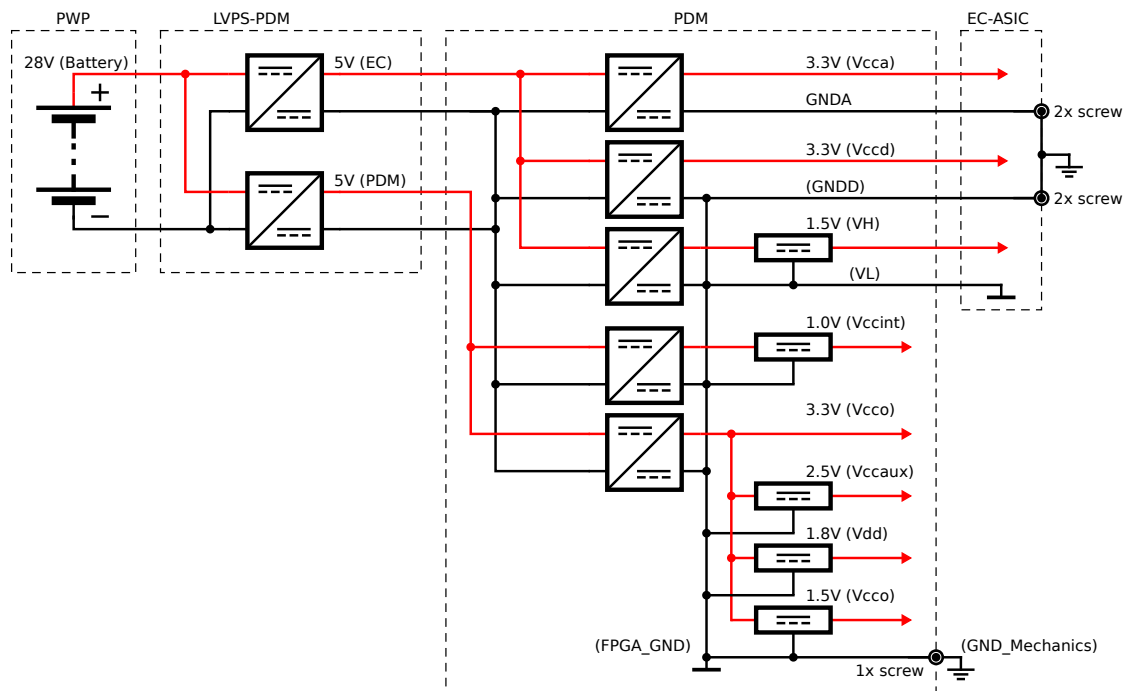 PWP
LVPS-PDM
PDM
EC-ASIC
28V (Battery)
5V (EC)
3.3V (Vcca)
+
GNDA
2x screw
3.3V (Vccd)
5V (PDM)
(GNDD)
2x screw
−
1.5V (VH)
(VL)
1.0V (Vccint)
3.3V (Vcco)
2.5V (Vccaux)
1.8V (Vdd)
1.5V (Vcco)
(FPGA_GND)
(GND_Mechanics)
1x screw